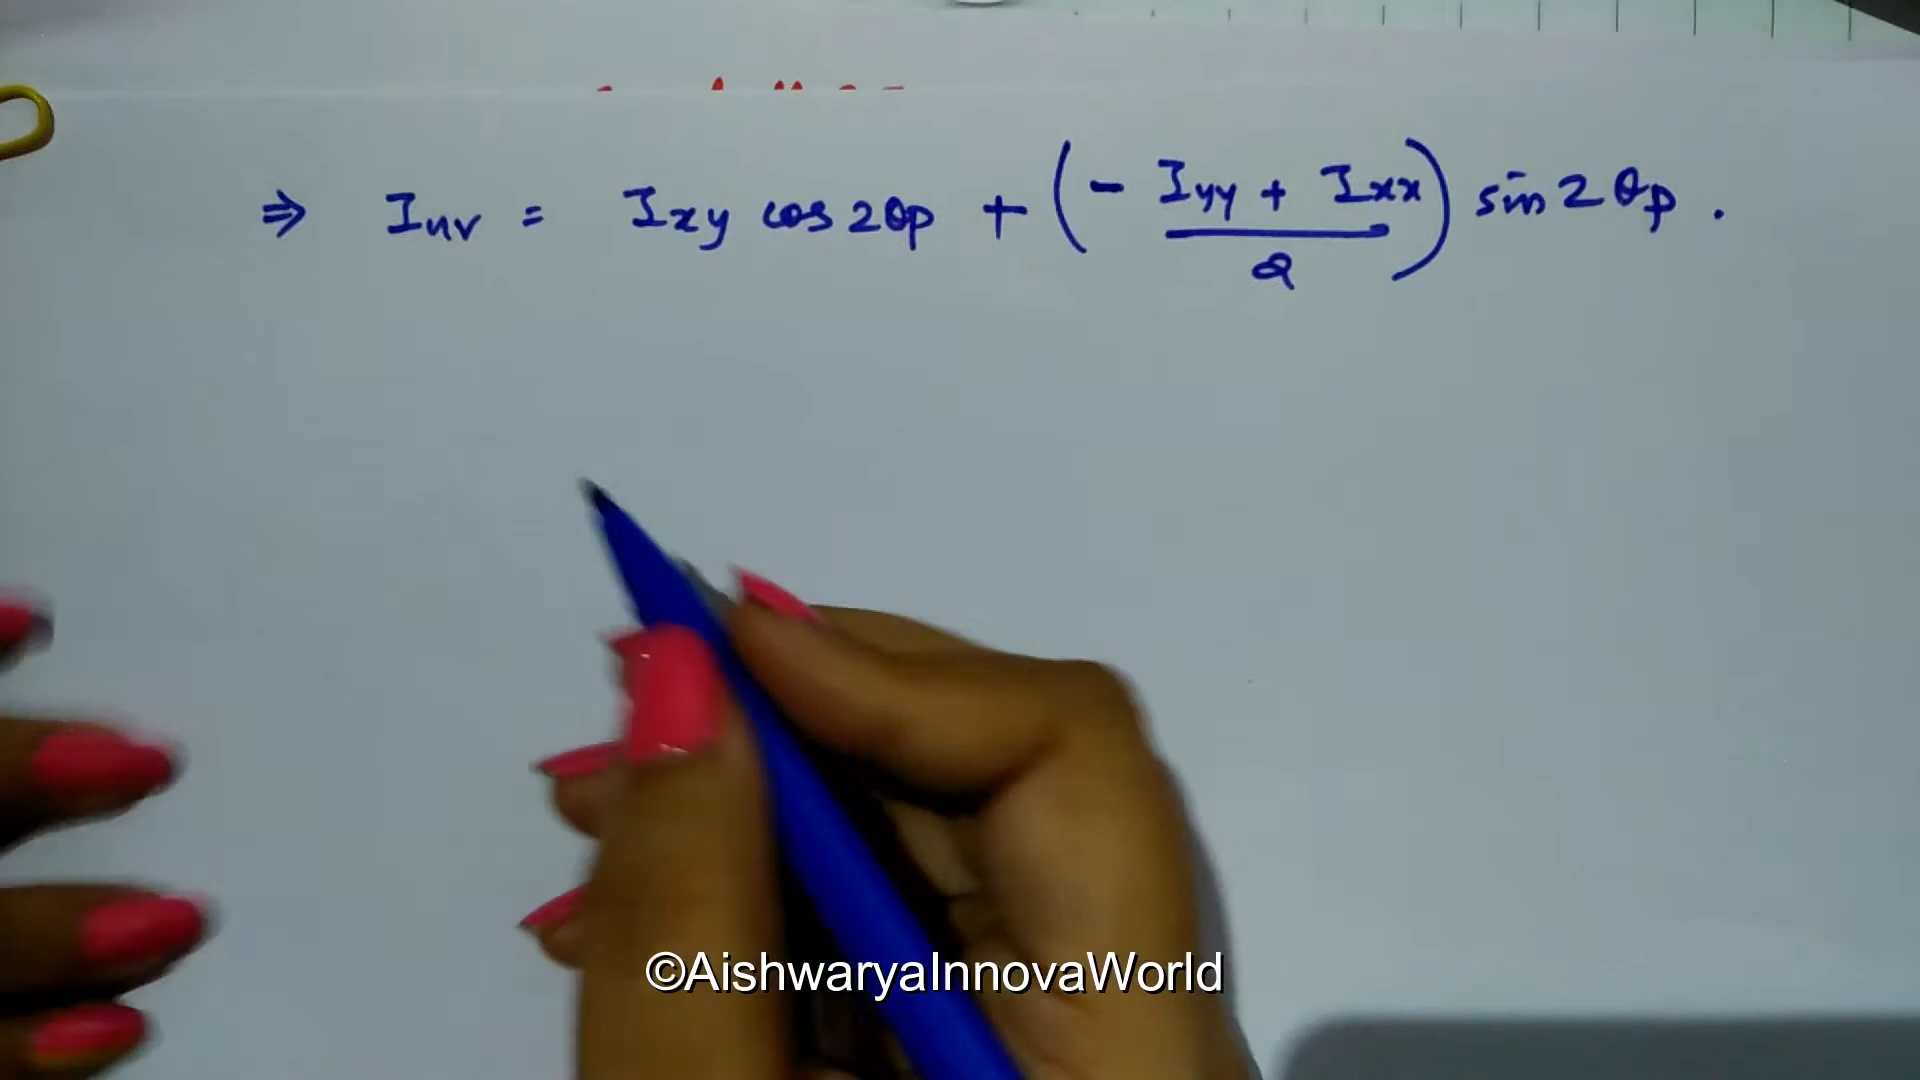 ⇒ Iuv = Ixy cos 2θp + (- Iyy + Ixx / 2) sin 2θp.
©AishwaryaInnovaWorld